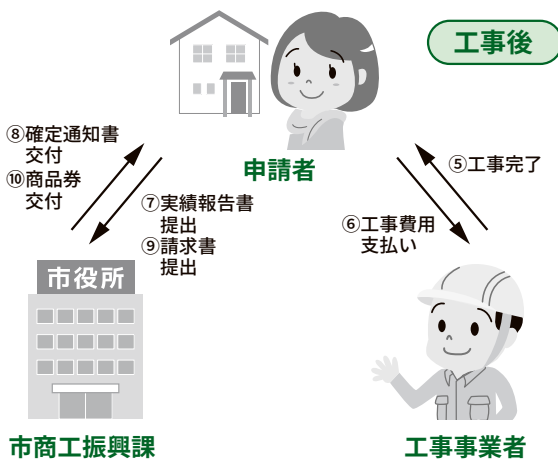 工事後
申請者
⑧確定通知書
交付
⑩商品券
交付
⑦実績報告書
提出
⑨請求書
提出
⑤工事完了
⑥工事費用
支払い
市役所
市商工振興課
工事事業者